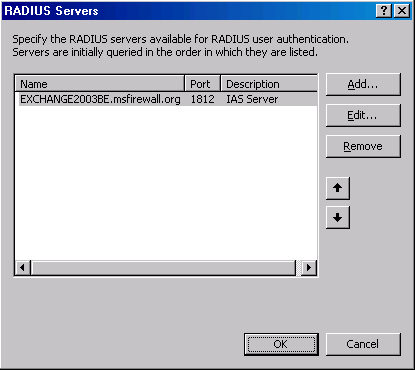 RADIUS Servers
Specify the RADIUS servers available for RADIUS user authentication.
Servers are initially queried in the order in which they are listed.
Name Port Description
EXCHANGE2003BE.msfirewall.org 1812 IAS Server
Add...
Edit...
Remove
OK Cancel